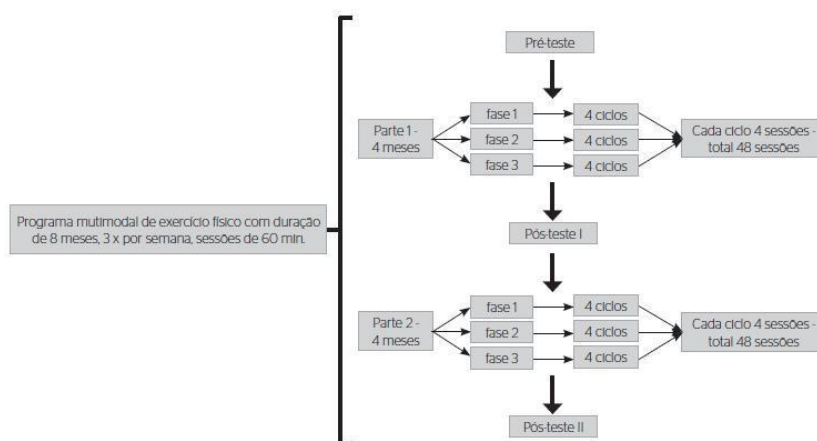 Pré-teste
fase 1
4 ciclos
Parte 1 -
4 meses
fase 2
4 ciclos
Cada ciclo 4 sessões -
total 48 sessões
fase 3
4 ciclos
Programa mutimodal de exercício físico com duração
de 8 meses, 3 x por semana, sessões de 60 min.
Pós-teste I
fase 1
4 ciclos
Parte 2 -
4 meses
fase 2
4 ciclos
Cada ciclo 4 sessões -
total 48 sessões
fase 3
4 ciclos
Pós-teste II